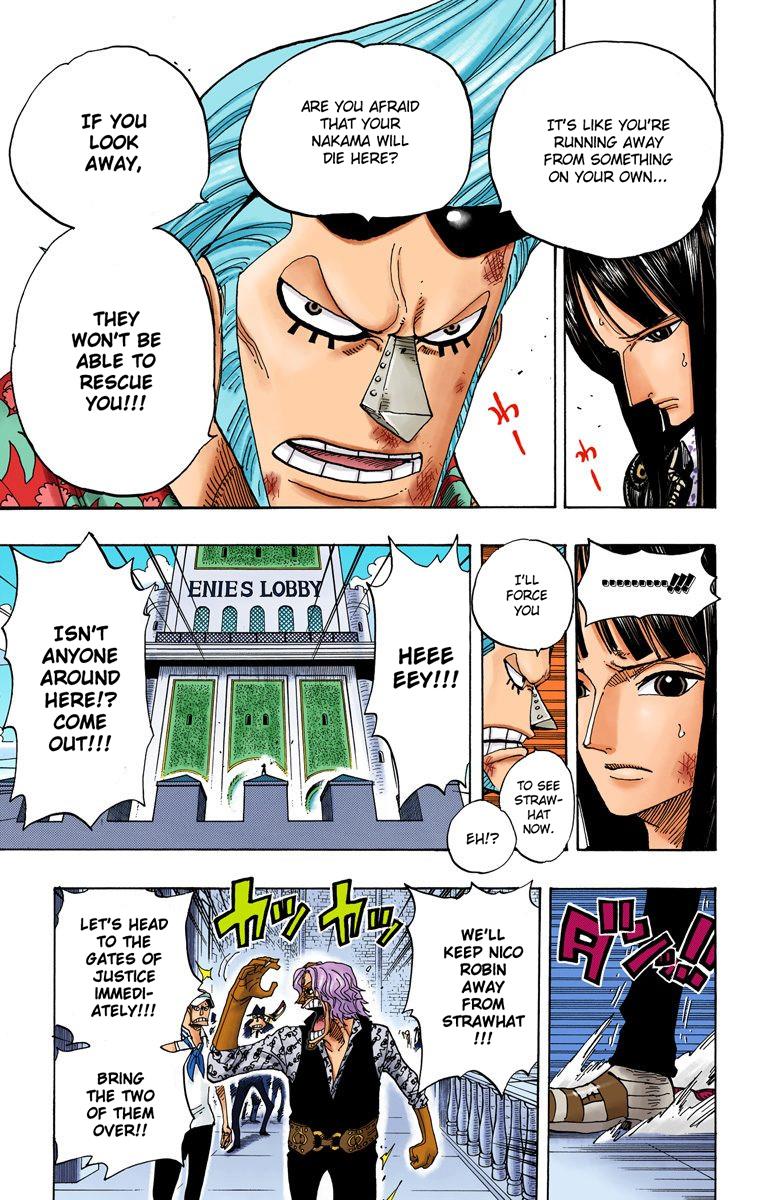 IT'S LIKE YOU'RE
RUNNING AWAY
FROM SOMETHING
ON YOUR OWN...
ARE YOU AFRAID
THAT YOUR
NAKAMA WILL
DIE HERE?
IF YOU
LOOK
AWAY,
THEY
WON'T BE
ABLE TO
RESCUE
YOU!!!
.........!!!
I'LL
FORCE
YOU
TO SEE
STRAW-
HAT
NOW.
EH!?
HEEE
EEY!!!
ENIES LOBBY
ISN'T
ANYONE
AROUND
HERE!?
COME
OUT!!!
ダンッ!!!
WE'LL
KEEP NICO
ROBIN
AWAY
FROM
STRAWHAT
!!!
カッ カッ
LET'S HEAD
TO THE
GATES OF
JUSTICE
IMMEDI-
ATELY!!!
BRING
THE TWO
OF THEM
OVER!!